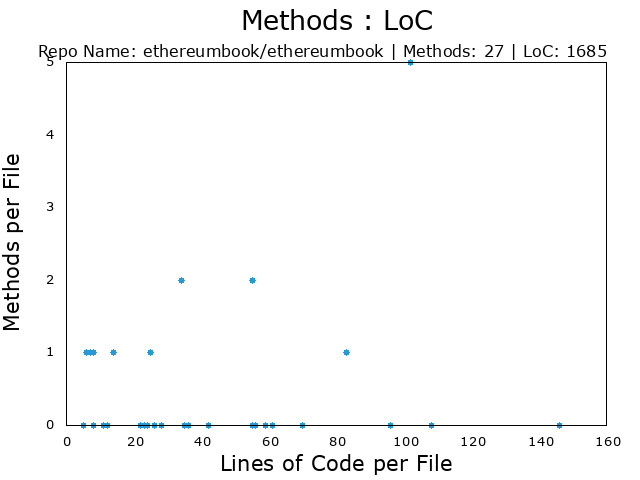 Methods : LoC
Repo Name: ethereumbook/ethereumbook | Methods: 27 | LoC: 1685
5
4
3
2
1
0
Methods per File
0 20 40 60 80 100 120 140 160
Lines of Code per File